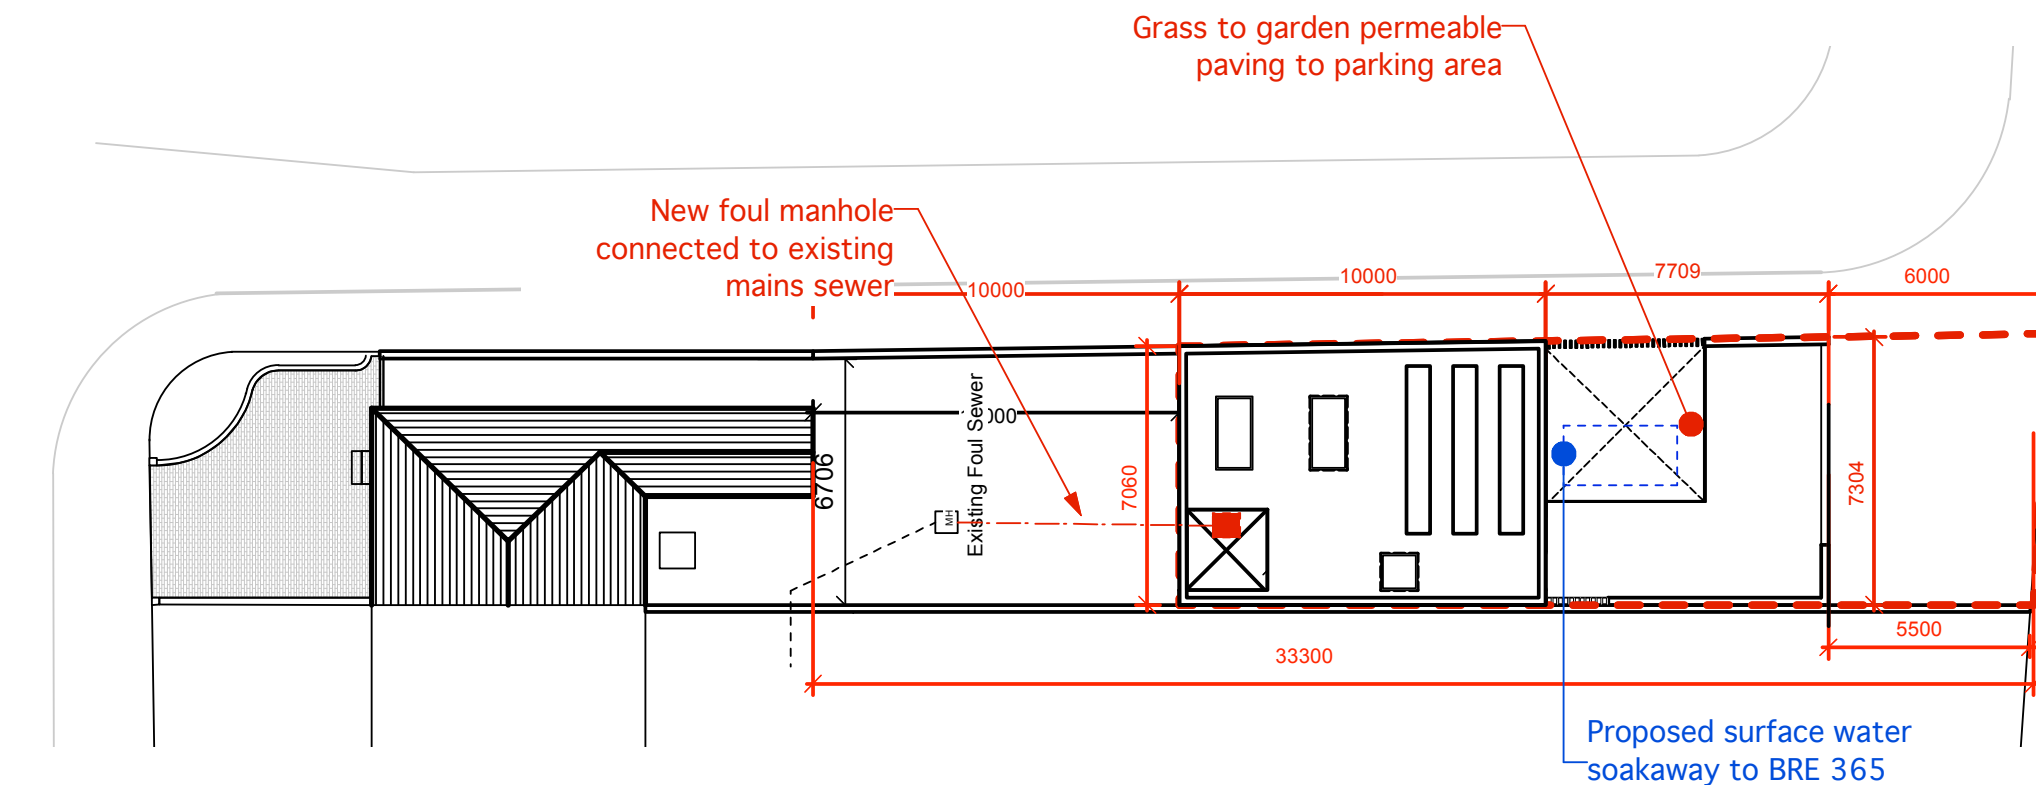 Grass to garden permeable
paving to parking area
New foul manhole
connected to existing
mains sewer
10000
10000
7709
6000
Existing Foul Sewer
6706
7060
7304
MH
5500
33300
Proposed surface water
soakaway to BRE 365